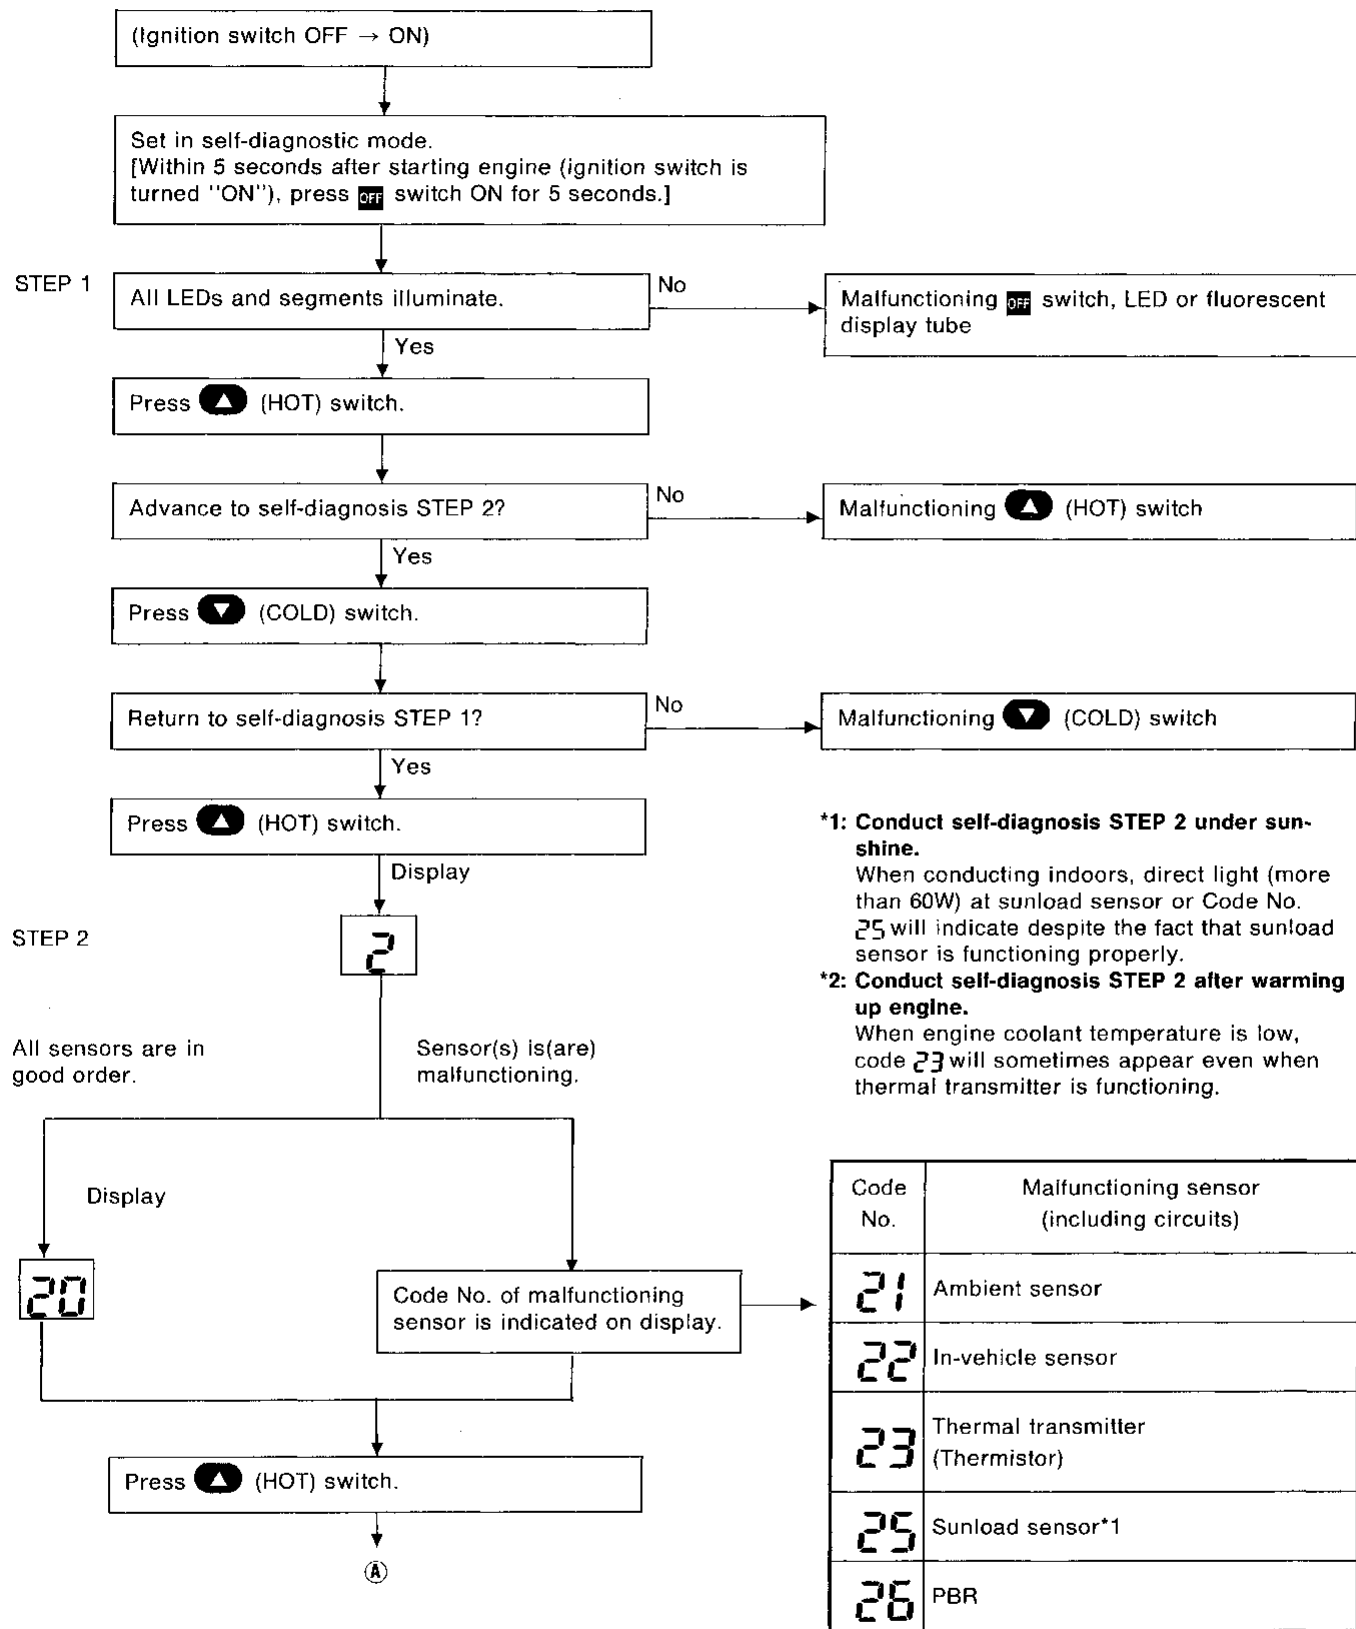 (Ignition switch OFF → ON)
Set in self-diagnostic mode.
[Within 5 seconds after starting engine (ignition switch is
turned "ON"), press OFF switch ON for 5 seconds.]
STEP 1
All LEDs and segments illuminate.
No
Malfunctioning OFF switch, LED or fluorescent
display tube
Yes
Press (HOT) switch.
Advance to self-diagnosis STEP 2?
No
Malfunctioning (HOT) switch
Yes
Press (COLD) switch.
Return to self-diagnosis STEP 1?
No
Malfunctioning (COLD) switch
Yes
Press (HOT) switch.
Display
STEP 2
2
*1: Conduct self-diagnosis STEP 2 under sun-
shine.
When conducting indoors, direct light (more
than 60W) at sunload sensor or Code No.
25 will indicate despite the fact that sunload
sensor is functioning properly.
*2: Conduct self-diagnosis STEP 2 after warming
up engine.
When engine coolant temperature is low,
code 23 will sometimes appear even when
thermal transmitter is functioning.
All sensors are in
good order.
Sensor(s) is(are)
malfunctioning.
Display
20
Code No. of malfunctioning
sensor is indicated on display.
Press (HOT) switch.
A
Code
No.
Malfunctioning sensor
(including circuits)
21 Ambient sensor
22 In-vehicle sensor
23 Thermal transmitter
(Thermistor)
25 Sunload sensor*1
26 PBR